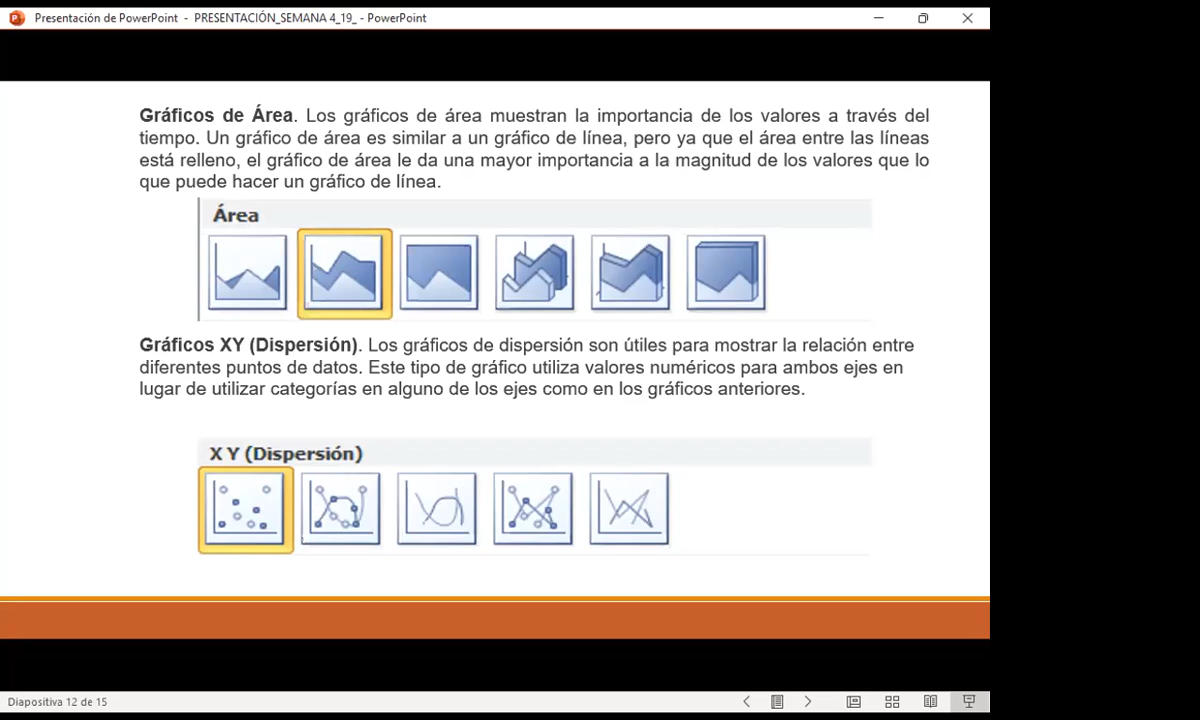 Presentación de PowerPoint - PRESENTACIÓN_SEMANA 4_19_ - PowerPoint
Gráficos de Área. Los gráficos de área muestran la importancia de los valores a través del
tiempo. Un gráfico de área es similar a un gráfico de línea, pero ya que el área entre las líneas
está relleno, el gráfico de área le da una mayor importancia a la magnitud de los valores que lo
que puede hacer un gráfico de línea.
Área
Gráficos XY (Dispersión). Los gráficos de dispersión son útiles para mostrar la relación entre
diferentes puntos de datos. Este tipo de gráfico utiliza valores numéricos para ambos ejes en
lugar de utilizar categorías en alguno de los ejes como en los gráficos anteriores.
X Y (Dispersión)
Diapositiva 12 de 15